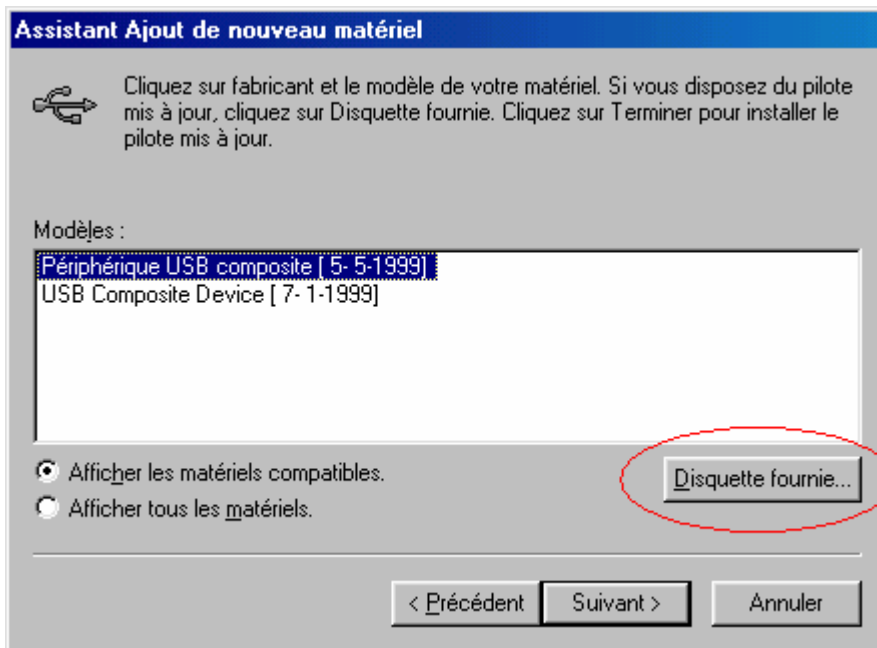 Assistant Ajout de nouveau matériel
Cliquez sur fabricant et le modèle de votre matériel. Si vous disposez du pilote
mis à jour, cliquez sur Disquette fournie. Cliquez sur Terminer pour installer le
pilote mis à jour.
Modèles :
Périphérique USB composite [ 5- 5-1999]
USB Composite Device [ 7- 1-1999]
Afficher les matériels compatibles.
Disquette fournie...
Afficher tous les matériels.
< Précédent
Suivant >
Annuler